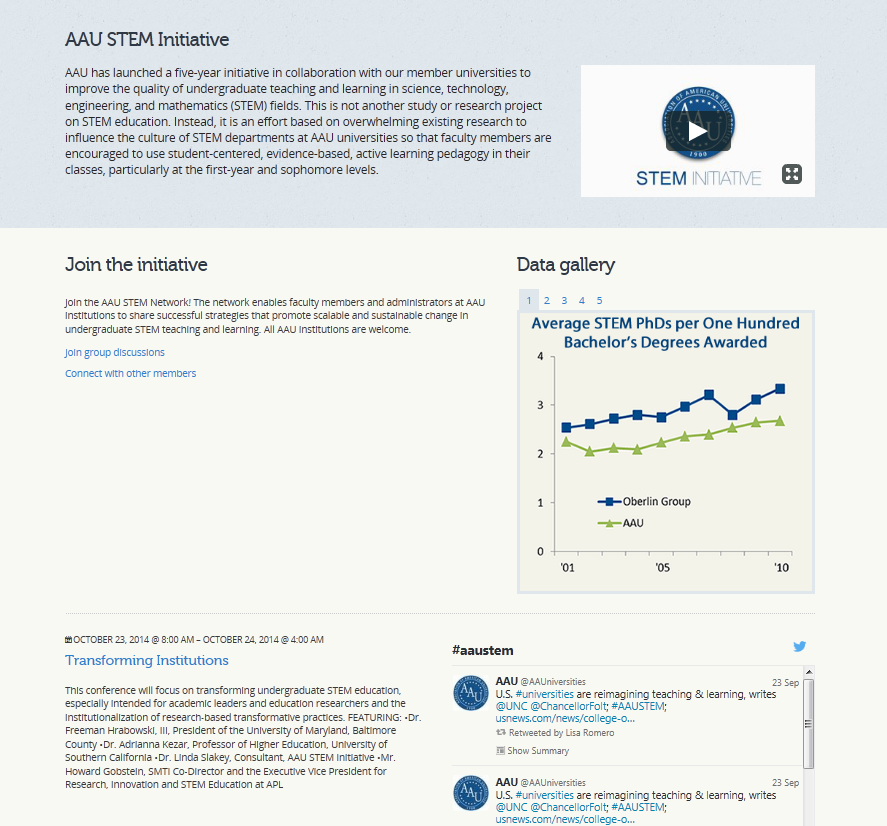 AAU STEM Initiative
AAU has launched a five-year initiative in collaboration with our member universities to
improve the quality of undergraduate teaching and learning in science, technology,
engineering, and mathematics (STEM) fields. This is not another study or research project
on STEM education. Instead, it is an effort based on overwhelming existing research to
influence the culture of STEM departments at AAU universities so that faculty members are
encouraged to use student-centered, evidence-based, active learning pedagogy in their
classes, particularly at the first-year and sophomore levels.
AAU
1900
STEM INITIATIVE
Join the initiative
Join the AAU STEM Network! The network enables faculty members and administrators at AAU
institutions to share successful strategies that promote scalable and sustainable change in
undergraduate STEM teaching and learning. All AAU institutions are welcome.
Join group discussions
Connect with other members
Data gallery
1 2 3 4 5
Average STEM PhDs per One Hundred
Bachelor's Degrees Awarded
4
3
2
1
0
Oberlin Group
AAU
'01 '05 '10
OCTOBER 23, 2014 @ 8:00 AM – OCTOBER 24, 2014 @ 4:00 AM
Transforming Institutions
This conference will focus on transforming undergraduate STEM education,
especially intended for academic leaders and education researchers and the
institutionalization of research-based transformative practices. FEATURING: •Dr.
Freeman Hrabowski, III, President of the University of Maryland, Baltimore
County •Dr. Adrianna Kezar, Professor of Higher Education, University of
Southern California •Dr. Linda Slakey, Consultant, AAU STEM Initiative •Mr.
Howard Gobstein, SMTI Co-Director and the Executive Vice President for
Research, Innovation and STEM Education at APL
#aaustem
AAU
AAU @AAUniversities 23 Sep
U.S. #universities are reimagining teaching & learning, writes
@UNC @ChancellorFolt; #AAUSTEM;
usnews.com/news/college-o...
Retweeted by Lisa Romero
Show Summary
AAU
AAU @AAUniversities 23 Sep
U.S. #universities are reimagining teaching & learning, writes
@UNC @ChancellorFolt; #AAUSTEM;
usnews.com/news/college-o...